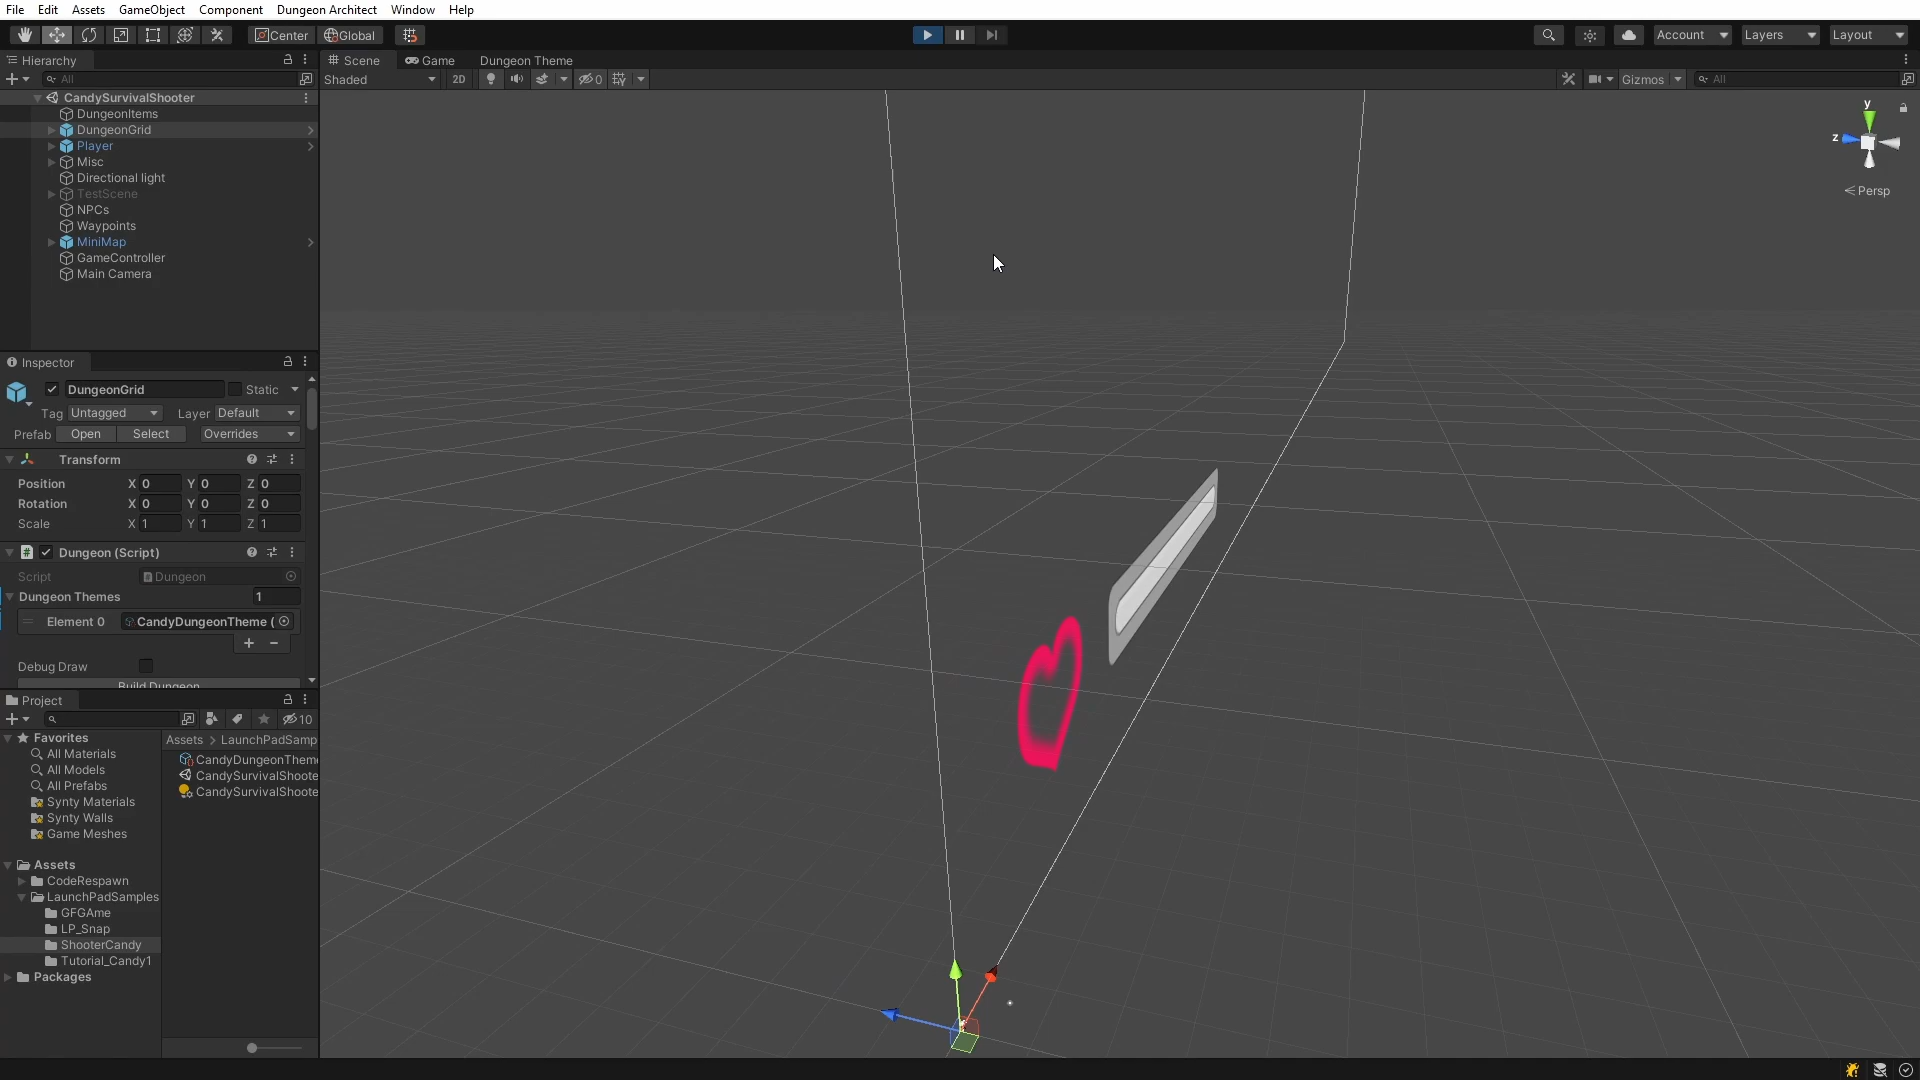 File Edit Assets GameObject Component Dungeon Architect Window Help
Center Global Account Layers Layout
Hierarchy
All
CandySurvivalShooter
DungeonItems
DungeonGrid
Player
Misc
Directional light
TestScene
NPCs
Waypoints
MiniMap
GameController
Main Camera
Scene Game Dungeon Theme
Shaded 2D 0 Gizmos All
y
z
Persp
Inspector
DungeonGrid Static
Tag Untagged Layer Default
Prefab Open Select Overrides
Transform
Position X 0 Y 0 Z 0
Rotation X 0 Y 0 Z 0
Scale X 1 Y 1 Z 1
Dungeon (Script)
Script Dungeon
Dungeon Themes 1
Element 0 CandyDungeonTheme (
Debug Draw
Build Dungeon
Project
10
Favorites
All Materials
All Models
All Prefabs
Synty Materials
Synty Walls
Game Meshes
Assets
CodeRespawn
LaunchPadSamples
GFGAme
LP_Snap
ShooterCandy
Tutorial_Candy1
Packages
Assets > LaunchPadSamp
CandyDungeonThem
CandySurvivalShoote
CandySurvivalShoote